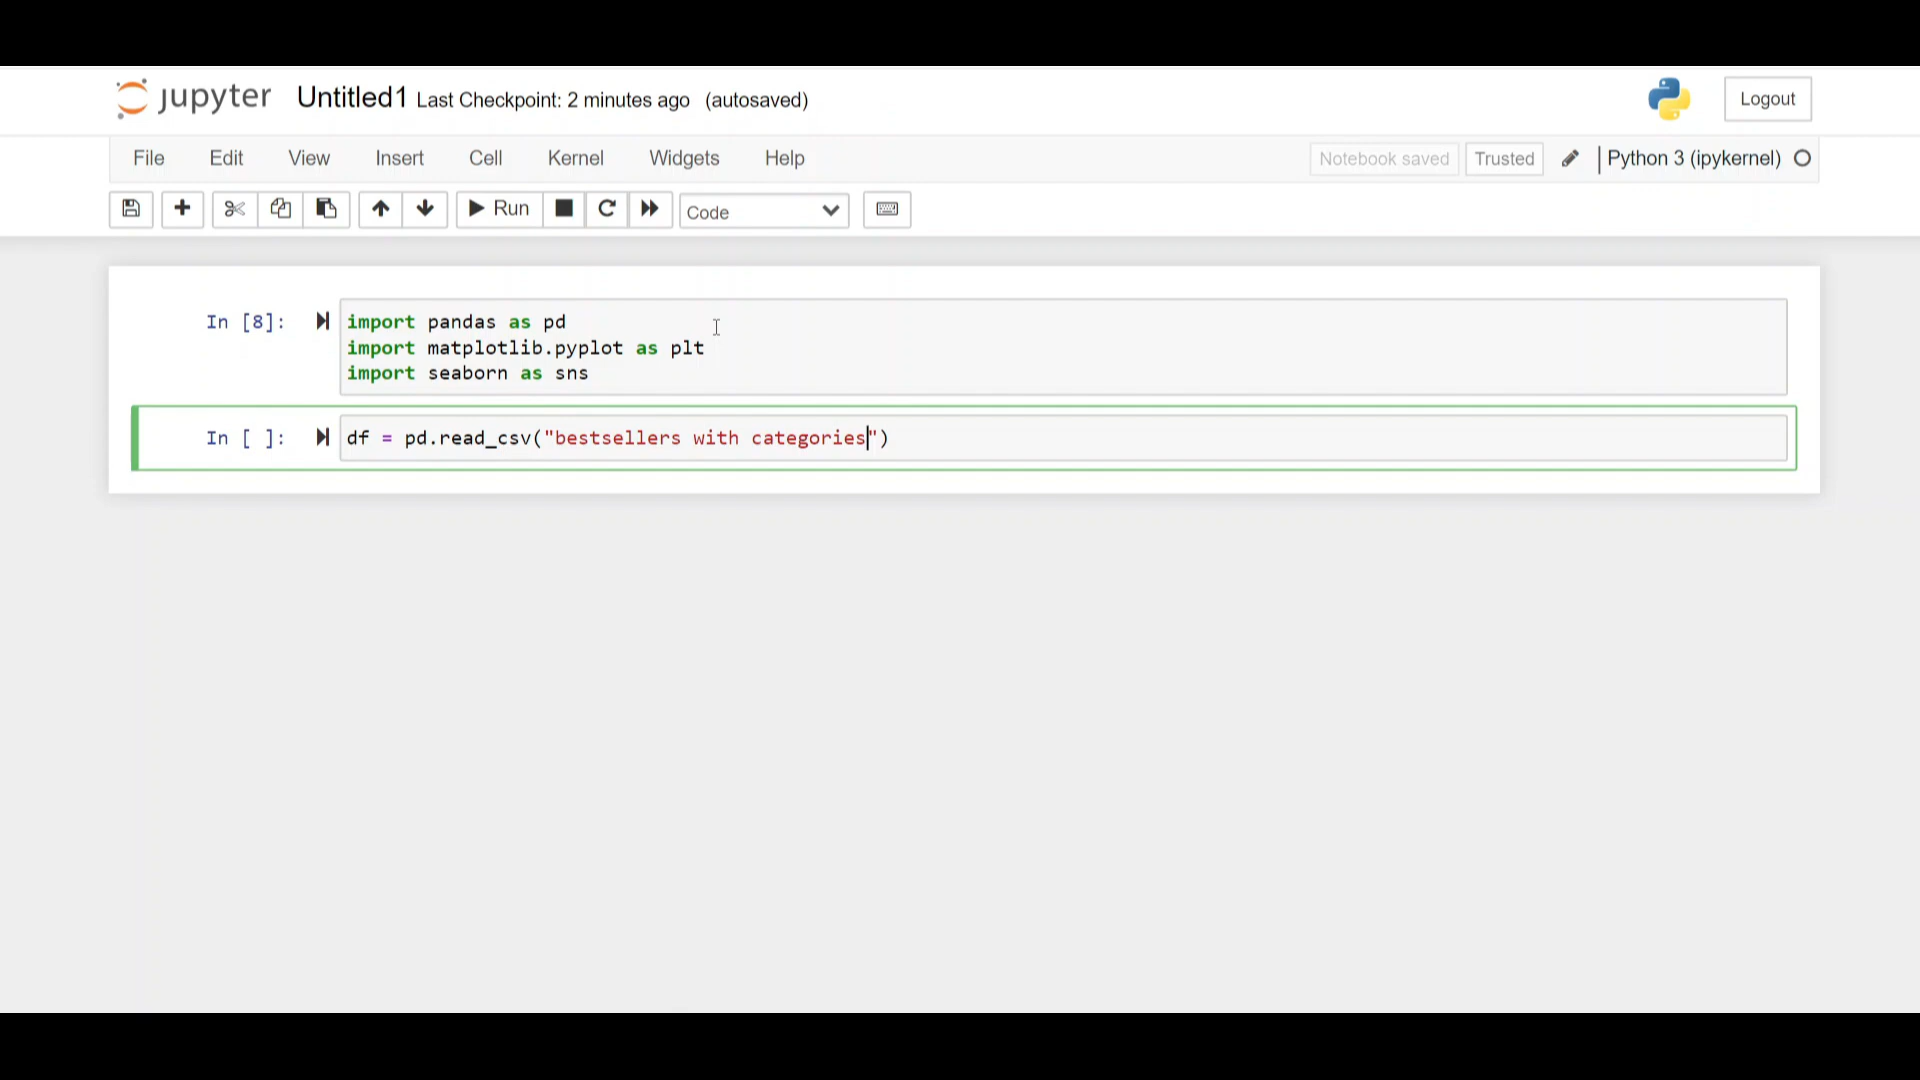 jupyter Untitled1 Last Checkpoint: 2 minutes ago (autosaved) Logout
File Edit View Insert Cell Kernel Widgets Help Notebook saved Trusted Python 3 (ipykernel)
Run Code
In [8]: import pandas as pd
import matplotlib.pyplot as plt
import seaborn as sns
In [ ]: df = pd.read_csv("bestsellers with categories")